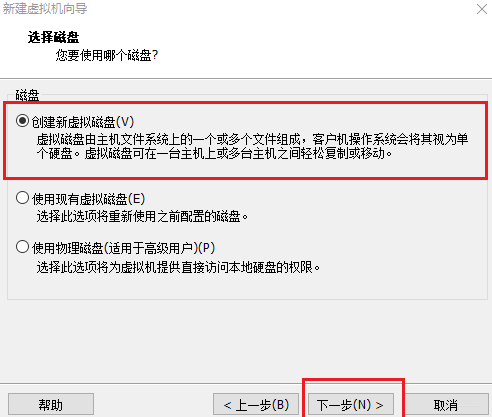 新建虚拟机向导
选择磁盘
您要使用哪个磁盘?
磁盘
创建新虚拟磁盘(V)
虚拟磁盘由主机文件系统上的一个或多个文件组成，客户机操作系统会将其视为单
个硬盘。虚拟磁盘可在一台主机上或多台主机之间轻松复制或移动。
使用现有虚拟磁盘(E)
选择此选项将重新使用之前配置的磁盘。
使用物理磁盘(适用于高级用户)(P)
选择此选项将为虚拟机提供直接访问本地硬盘的权限。
帮助 < 上一步(B) 下一步(N) > 取消